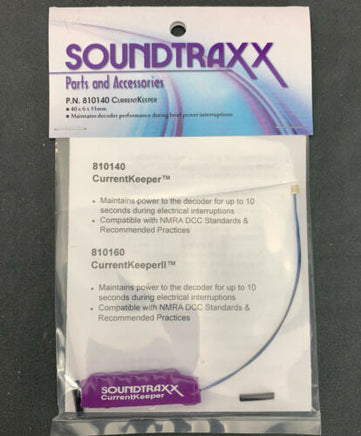 SOUNDTRAXX
Parts and Accessories
P.N. 810140 CURRENTKEEPER™
• 40 x 6 x 11mm
• Maintains decoder performance during brief power interruptions
810140
CurrentKeeper™
• Maintains power to the decoder for up to 10
seconds during electrical interruptions
• Compatible with NMRA DCC Standards &
Recommended Practices
810160
CurrentKeeperII™
• Maintains power to the decoder for up to 10
seconds during electrical interruptions
• Compatible with NMRA DCC Standards &
Recommended Practices
SOUNDTRAXX
CurrentKeeper